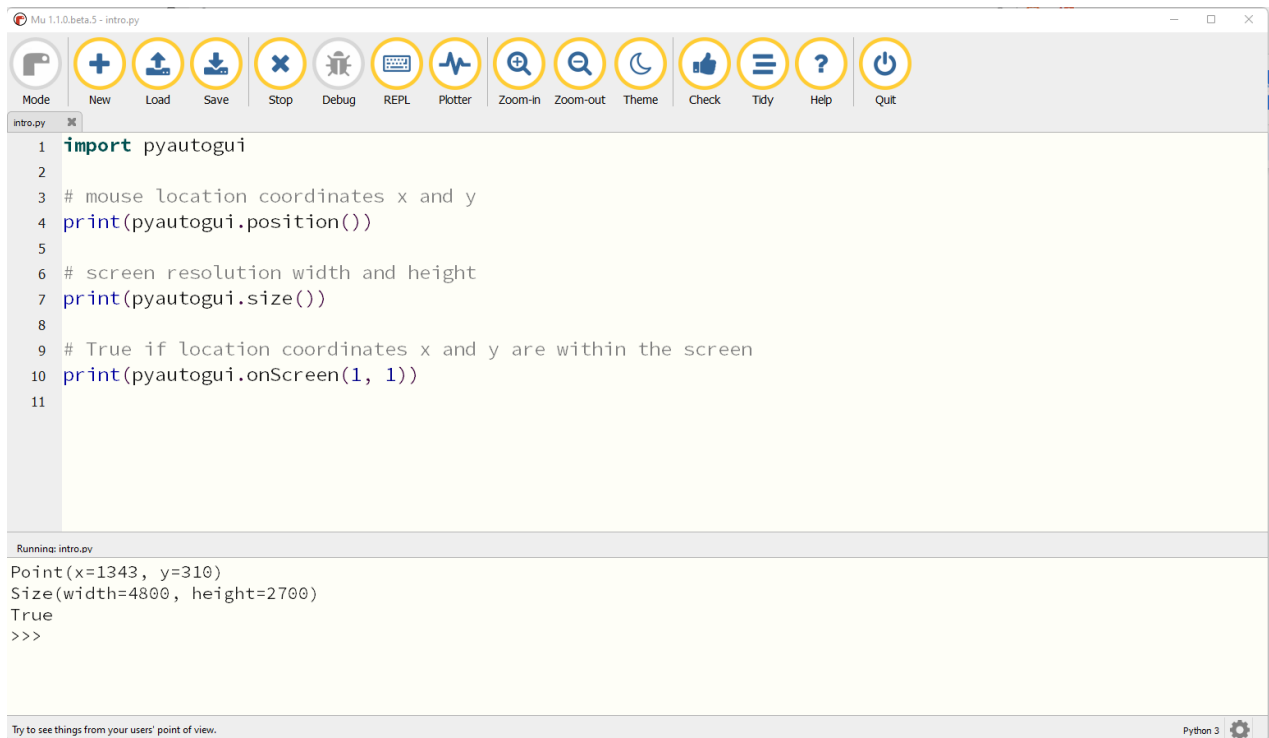 Mu 1.1.0.beta.5 - intro.py
Mode New Load Save Stop Debug REPL Plotter Zoom-in Zoom-out Theme Check Tidy Help Quit
intro.py
1 import pyautogui
2
3 # mouse location coordinates x and y
4 print(pyautogui.position())
5
6 # screen resolution width and height
7 print(pyautogui.size())
8
9 # True if location coordinates x and y are within the screen
10 print(pyautogui.onScreen(1, 1))
11
Running: intro.py
Point(x=1343, y=310)
Size(width=4800, height=2700)
True
>>>
Try to see things from your users' point of view. Python 3